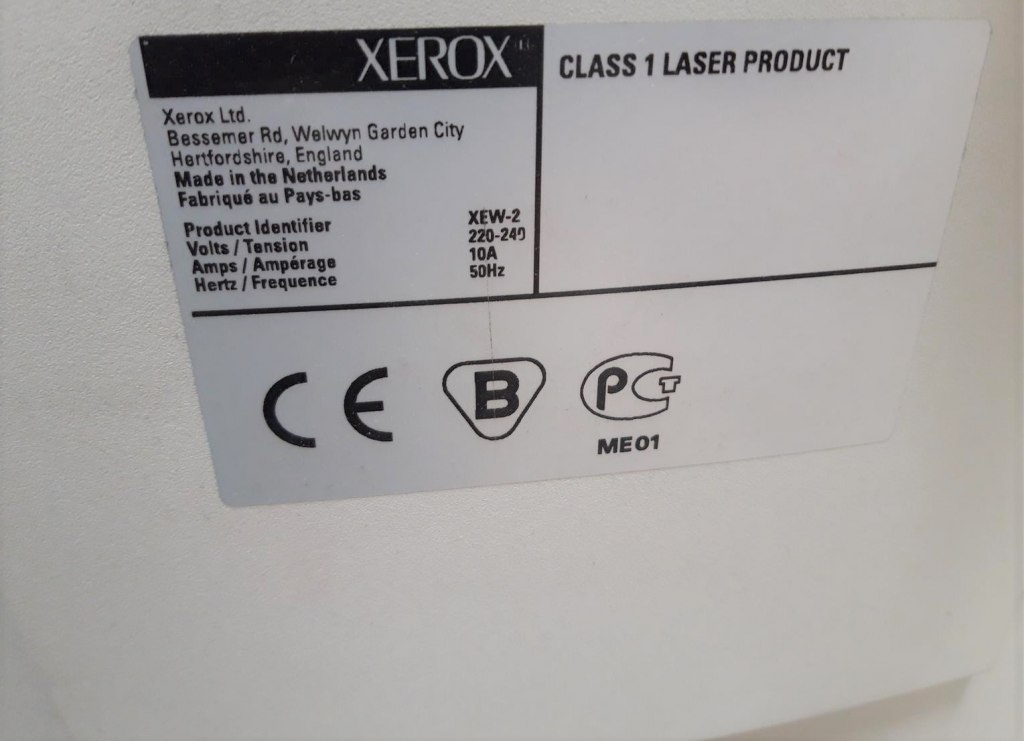 XEROX®
CLASS 1 LASER PRODUCT
Xerox Ltd.
Bessemer Rd, Welwyn Garden City
Hertfordshire, England
Made in the Netherlands
Fabriqué au Pays-bas
Product Identifier XEW-2
Volts / Tension 220-240
Amps / Ampérage 10A
Hertz / Frequence 50Hz
CE B PCT
ME01